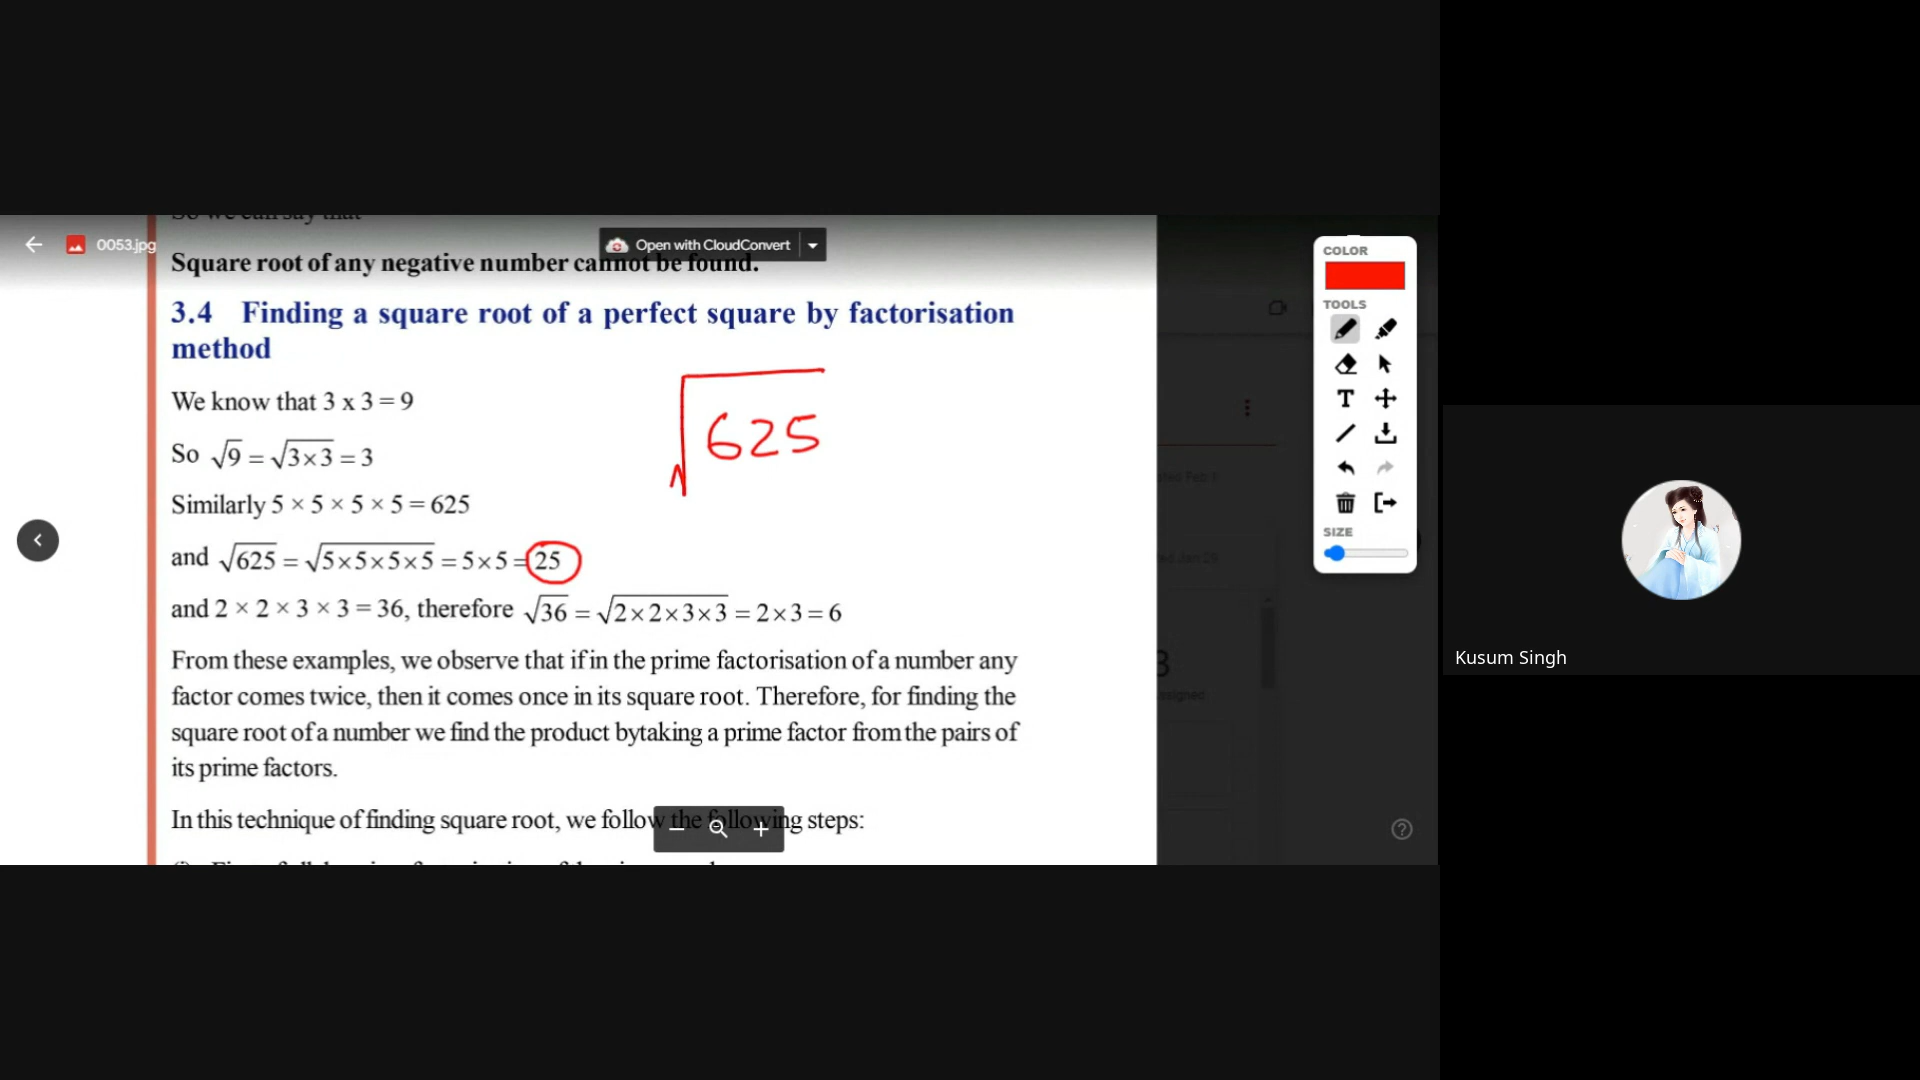 So we can say that
0053.jpg
Open with CloudConvert
Square root of any negative number cannot be found.
3.4 Finding a square root of a perfect square by factorisation
method
We know that 3 x 3 = 9
So √9 = √3×3 = 3
√625
Similarly 5 × 5 × 5 × 5 = 625
and √625 = √5×5×5×5 = 5×5 = 25
and 2 × 2 × 3 × 3 = 36, therefore √36 = √2×2×3×3 = 2×3 = 6
From these examples, we observe that if in the prime factorisation of a number any
factor comes twice, then it comes once in its square root. Therefore, for finding the
square root of a number we find the product bytaking a prime factor from the pairs of
its prime factors.
In this technique of finding square root, we follow the following steps:
COLOR
TOOLS
T
SIZE
Kusum Singh